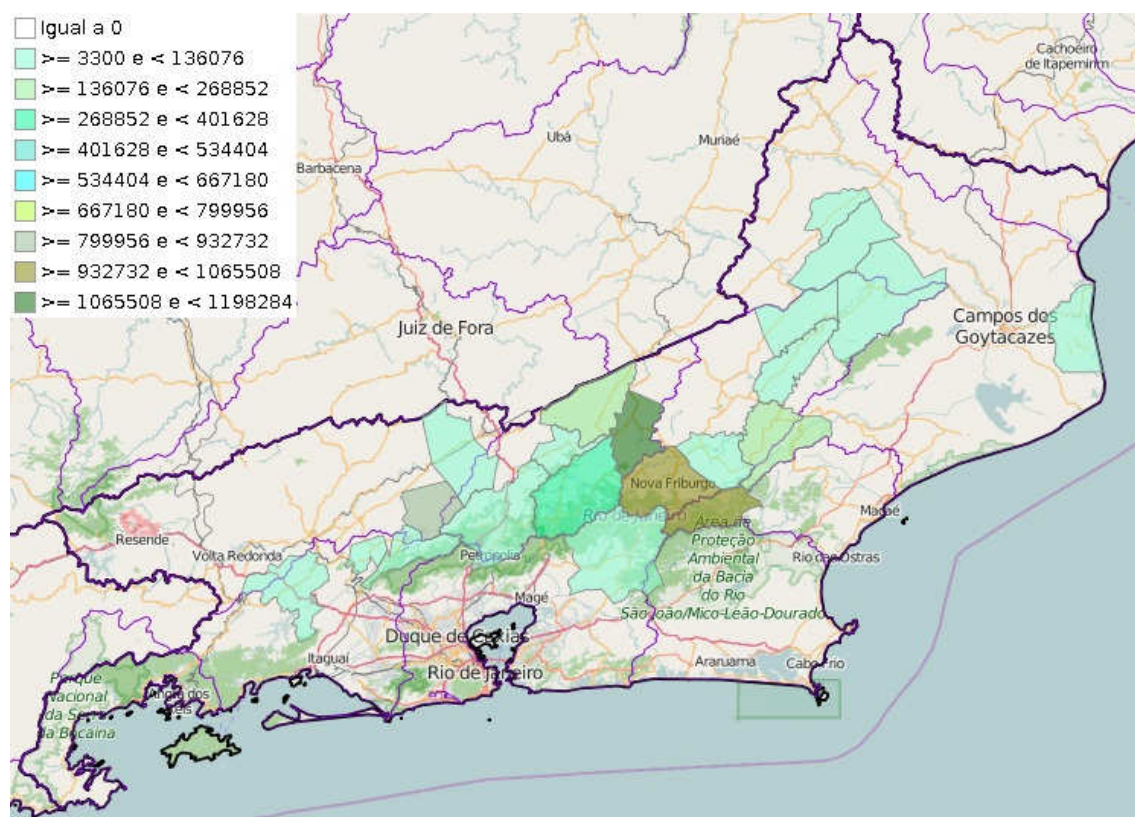 Igual a 0
>= 3300 e < 136076
>= 136076 e < 268852
>= 268852 e < 401628
>= 401628 e < 534404
>= 534404 e < 667180
>= 667180 e < 799956
>= 799956 e < 932732
>= 932732 e < 1065508
>= 1065508 e < 1198284
Cachoeiro
de Itapemirim
Ubá
Muriaé
Barbacena
Juiz de Fora
Campos dos
Goytacazes
Nova Friburgo
Rio de Janeiro
Resende
Volta Redonda
Petrópolis
Macaé
Área de
Proteção
Ambiental
da Bacia
do Rio
São João/Mico-Leão-Dourado
Rio das Ostras
Magé
Duque de Caxias
Itaguaí
Rio de Janeiro
Araruama
Cabo Frio
Parque
Nacional
da Serra
da Bocaina
Angra dos
Reis